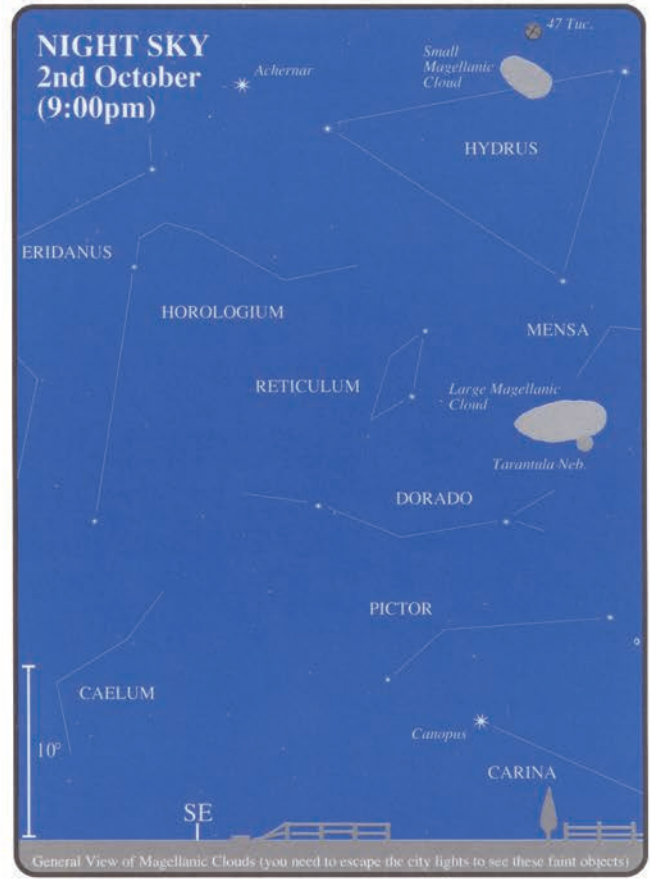 NIGHT SKY
2nd October
(9:00pm)
47 Tuc.
Small
Magellanic
Cloud
Achernar
HYDRUS
ERIDANUS
HOROLOGIUM
MENSA
RETICULUM
Large Magellanic
Cloud
Tarantula Neb.
DORADO
PICTOR
CAELUM
10°
Canopus
CARINA
SE
General View of Magellanic Clouds (you need to escape the city lights to see these faint objects)